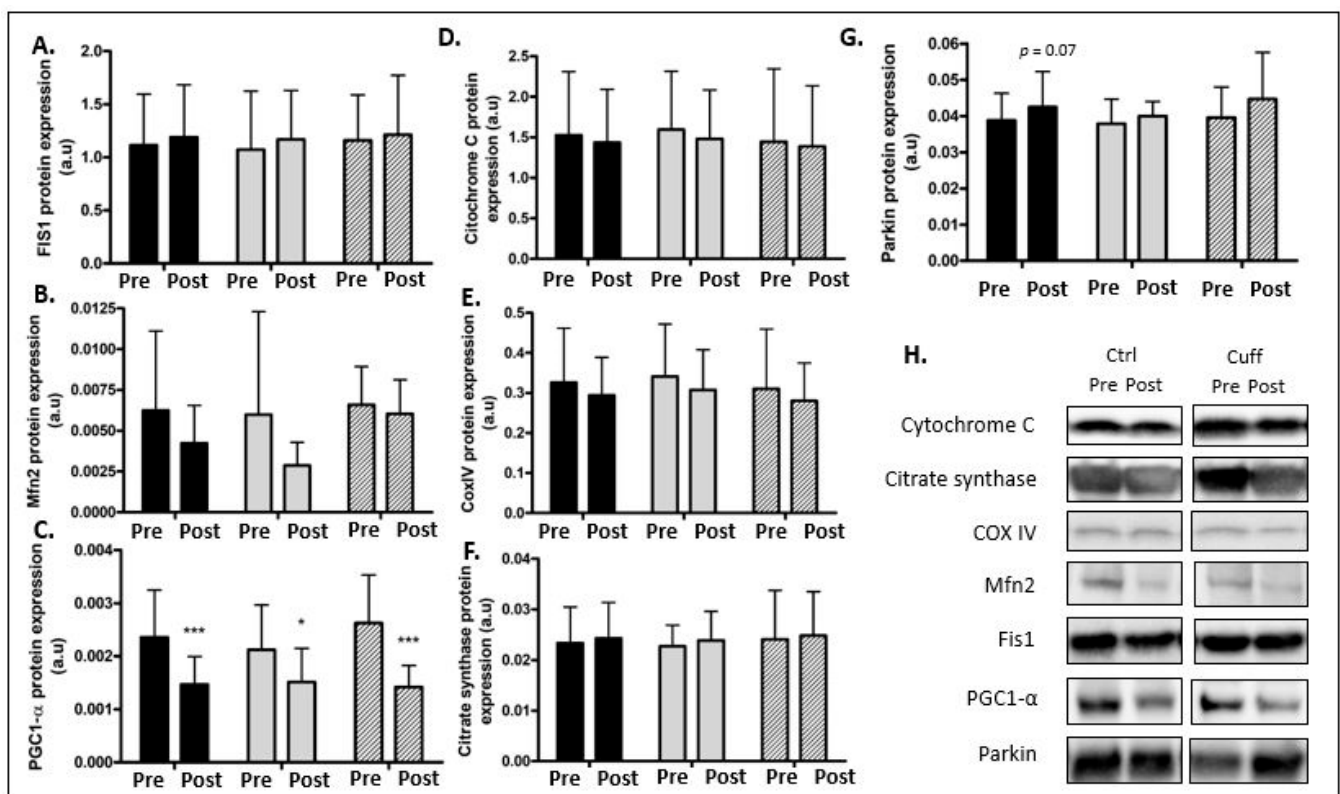 A.
FIS1 protein expression
(a.u)
2.0
1.5
1.0
0.5
0.0
Pre Post Pre Post Pre Post
B.
Mfn2 protein expression
(a.u)
0.0125
0.0100
0.0075
0.0050
0.0025
0.0000
Pre Post Pre Post Pre Post
C.
PGC1-α protein expression
(a.u)
0.004
0.003
0.002
0.001
0.000
*** * ***
Pre Post Pre Post Pre Post
D.
Citochrome C protein
expression (a.u)
2.5
2.0
1.5
1.0
0.5
0.0
Pre Post Pre Post Pre Post
E.
CoxIV protein expression
(a.u)
0.5
0.4
0.3
0.2
0.1
0.0
Pre Post Pre Post Pre Post
F.
Citrate synthase protein
expression (a.u)
0.04
0.03
0.02
0.01
0.00
Pre Post Pre Post Pre Post
G.
Parkin protein expression
(a.u)
0.06
0.05
0.04
0.03
0.02
0.01
0.00
p = 0.07
Pre Post Pre Post Pre Post
H.
Ctrl Cuff
Pre Post Pre Post
Cytochrome C
Citrate synthase
COX IV
Mfn2
Fis1
PGC1-α
Parkin